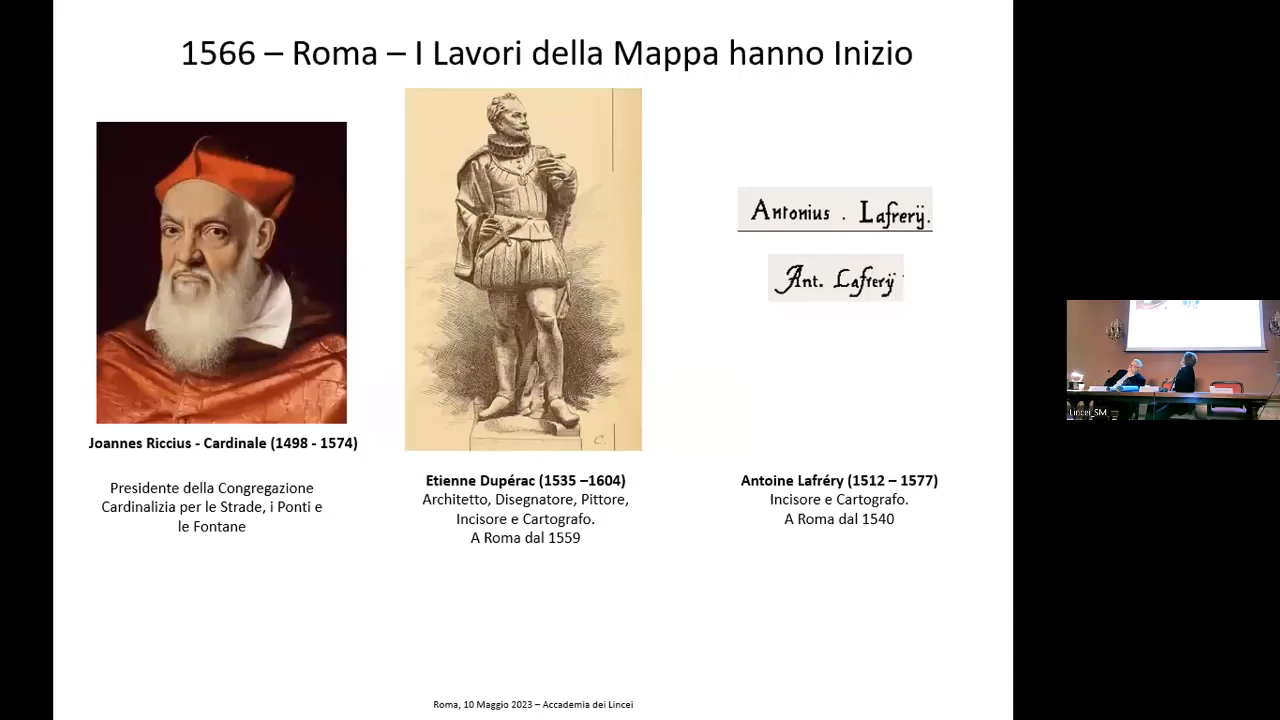 1566 – Roma – I Lavori della Mappa hanno Inizio
Joannes Riccius - Cardinale (1498 - 1574)
Presidente della Congregazione
Cardinalizia per le Strade, i Ponti e
le Fontane
C.
Etienne Dupérac (1535 –1604)
Architetto, Disegnatore, Pittore,
Incisore e Cartografo.
A Roma dal 1559
Antonius . Lafrerij.
Ant. Lafrerij
Antoine Lafréry (1512 – 1577)
Incisore e Cartografo.
A Roma dal 1540
Roma, 10 Maggio 2023 – Accademia dei Lincei
Lincei_SM